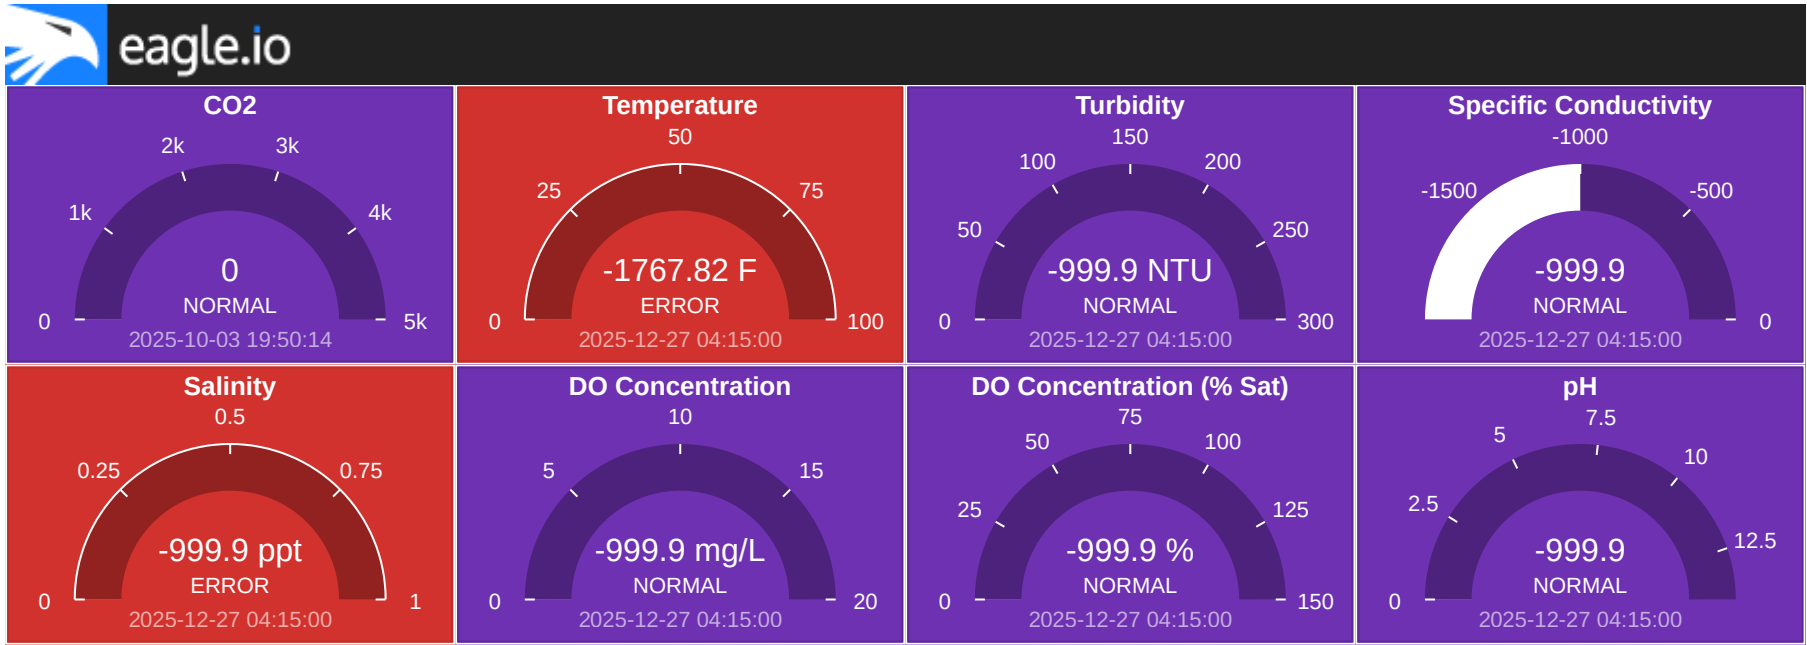 eagle.io
CO2
2k
3k
1k
4k
0
0
5k
NORMAL
2025-10-03 19:50:14
Temperature
50
25
75
-1767.82 F
ERROR
0
100
2025-12-27 04:15:00
Turbidity
150
100
200
50
250
-999.9 NTU
NORMAL
0
300
2025-12-27 04:15:00
Specific Conductivity
-1000
-1500
-500
-999.9
NORMAL
0
2025-12-27 04:15:00
Salinity
0.5
0.25
0.75
-999.9 ppt
ERROR
0
1
2025-12-27 04:15:00
DO Concentration
10
5
15
-999.9 mg/L
NORMAL
0
20
2025-12-27 04:15:00
DO Concentration (% Sat)
75
50
100
25
125
-999.9 %
NORMAL
0
150
2025-12-27 04:15:00
pH
7.5
5
10
2.5
12.5
-999.9
NORMAL
0
2025-12-27 04:15:00